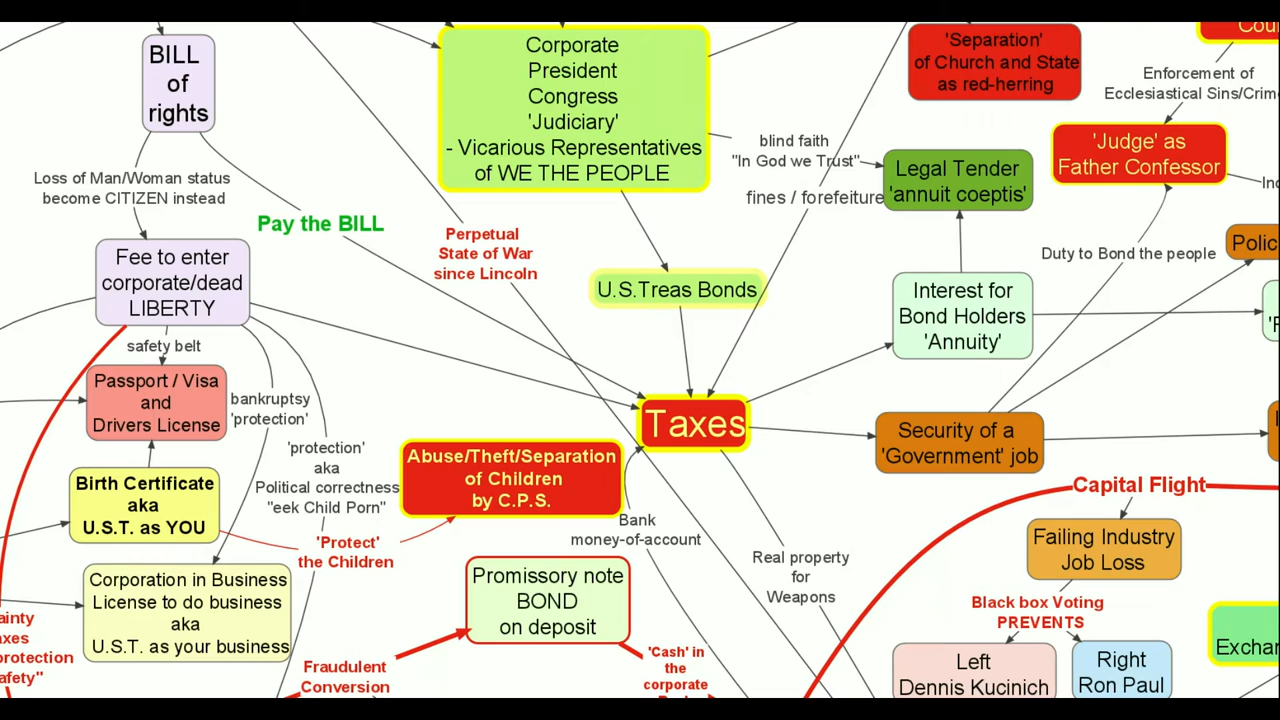 BILL
of
rights
Corporate
President
Congress
'Judiciary'
- Vicarious Representatives
of WE THE PEOPLE
'Separation'
of Church and State
as red-herring
Enforcement of
Ecclesiastical Sins/Crime
'Judge' as
Father Confessor
blind faith
"In God we Trust"
Legal Tender
'annuit coeptis'
fines / forefeiture
Loss of Man/Woman status
become CITIZEN instead
Pay the BILL
Perpetual
State of War
since Lincoln
Duty to Bond the people
Fee to enter
corporate/dead
LIBERTY
U.S.Treas Bonds
Interest for
Bond Holders
'Annuity'
safety belt
Passport / Visa
and
Drivers License
bankruptsy
'protection'
Taxes
Security of a
'Government' job
'protection'
aka
Political correctness
"eek Child Porn"
Abuse/Theft/Separation
of Children
by C.P.S.
Birth Certificate
aka
U.S.T. as YOU
Capital Flight
'Protect'
the Children
Bank
money-of-account
Failing Industry
Job Loss
Real property
for
Weapons
Corporation in Business
License to do business
aka
U.S.T. as your business
Promissory note
BOND
on deposit
Black box Voting
PREVENTS
Fraudulent
Conversion
'Cash' in
the
corporate
Left
Dennis Kucinich
Right
Ron Paul